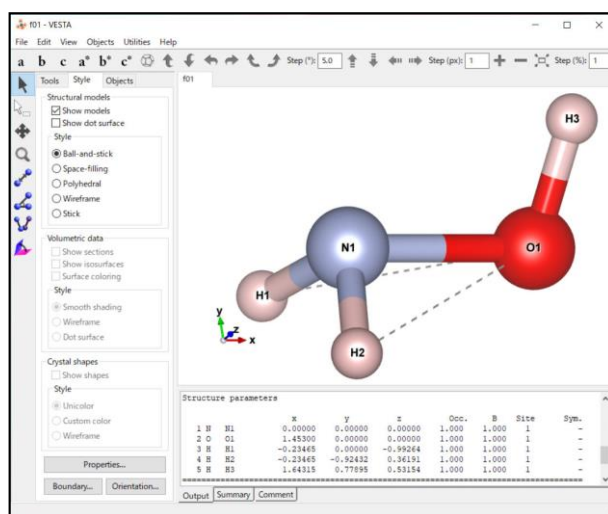 f01 - VESTA
File Edit View Objects Utilities Help
a b c a* b* c* Step (°): 5.0 Step (px): 1 Step (%): 1
Tools Style Objects
f01
Structural models
Show models
Show dot surface
Style
Ball-and-stick
Space-filling
Polyhedral
Wireframe
Stick
Volumetric data
Show sections
Show isosurfaces
Surface coloring
Style
Smooth shading
Wireframe
Dot surface
Crystal shapes
Show shapes
Style
Unicolor
Custom color
Wireframe
Properties...
Boundary... Orientation...
H3
N1
O1
H1
H2
y
z
x
Structure parameters
x y z Occ. B Site Sym.
1 N N1 0.00000 0.00000 0.00000 1.000 1.000 1 -
2 O O1 1.45300 0.00000 0.00000 1.000 1.000 1 -
3 H H1 -0.23465 0.00000 -0.99264 1.000 1.000 1 -
4 H H2 -0.23465 -0.92432 0.36191 1.000 1.000 1 -
5 H H3 1.64315 0.77895 0.53154 1.000 1.000 1 -
Output Summary Comment